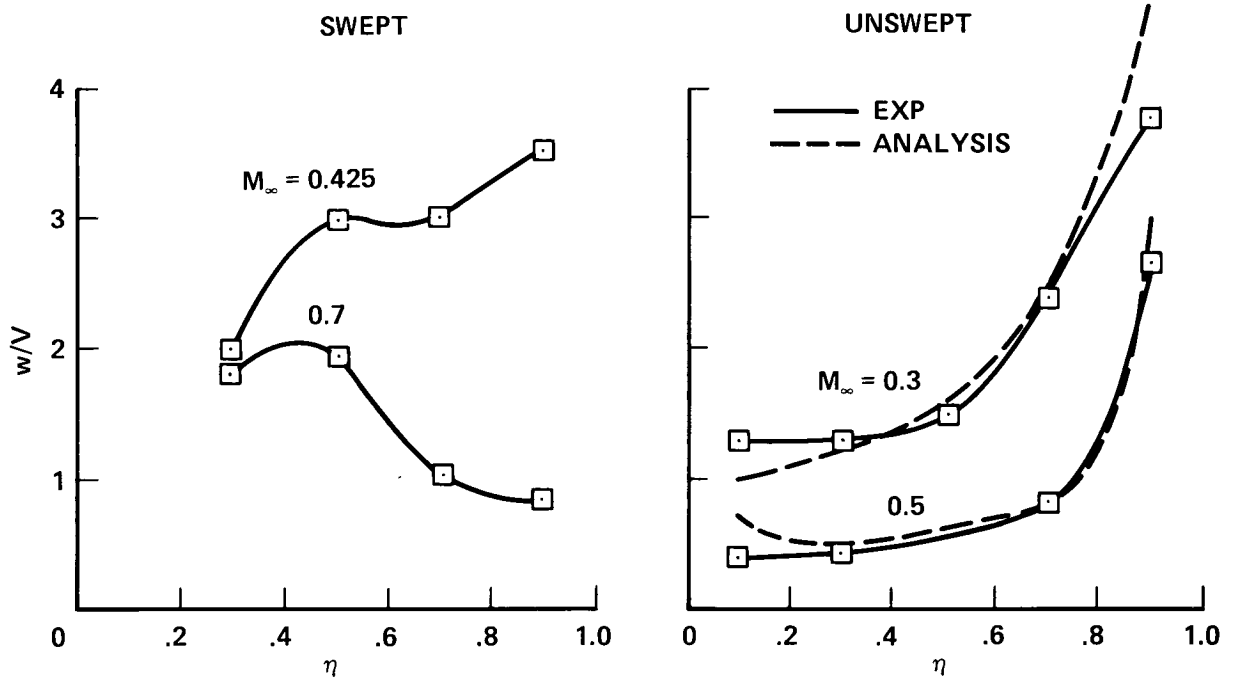 SWEPT
4
3
2
1
0
w/V
M∞ = 0.425
0.7
.2
.4
.6
.8
1.0
η
UNSWEPT
EXP
ANALYSIS
M∞ = 0.3
0.5
0
.2
.4
.6
.8
1.0
η